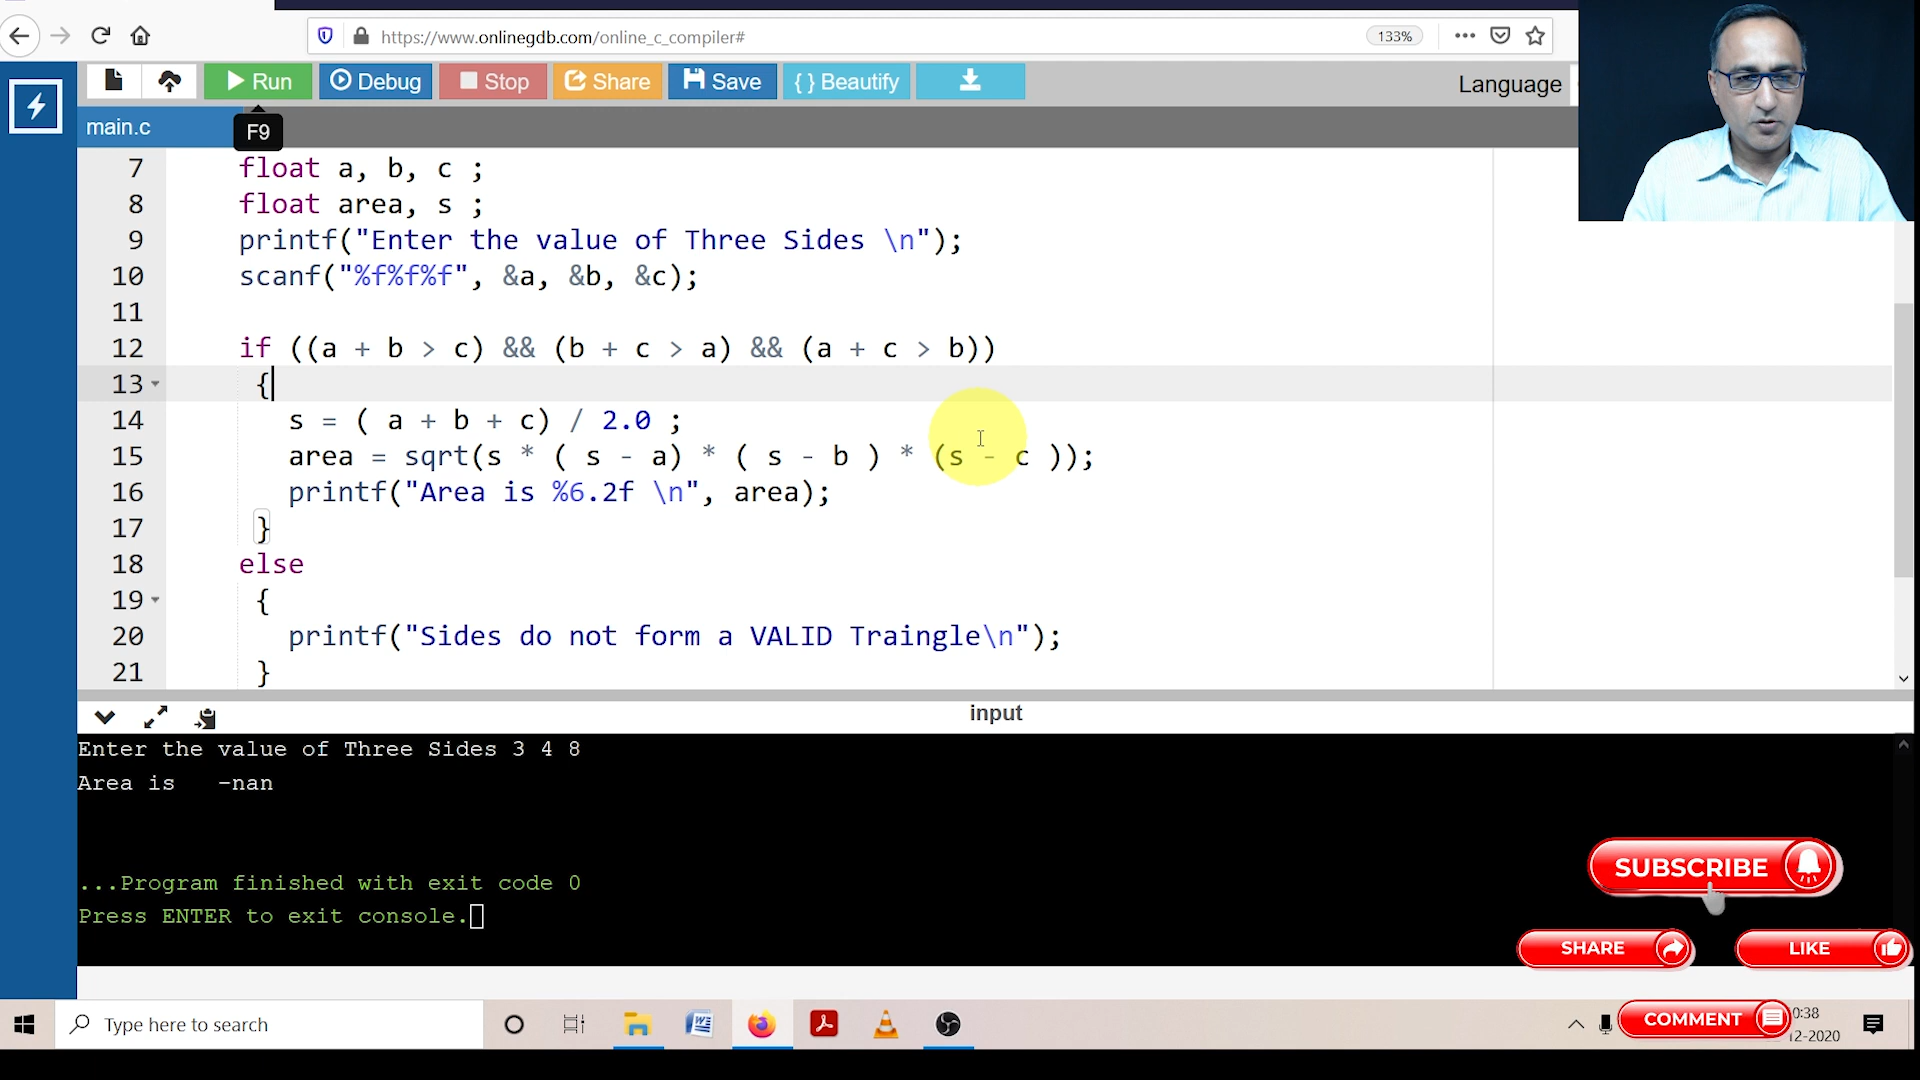 https://www.onlinegdb.com/online_c_compiler#
133%
Run
Debug
Stop
Share
Save
{ } Beautify
Language
main.c
F9
7 float a, b, c ;
8 float area, s ;
9 printf("Enter the value of Three Sides \n");
10 scanf("%f%f%f", &a, &b, &c);
11
12 if ((a + b > c) && (b + c > a) && (a + c > b))
13 {
14 s = ( a + b + c) / 2.0 ;
15 area = sqrt(s * ( s - a) * ( s - b ) * (s - c ));
16 printf("Area is %6.2f \n", area);
17 }
18 else
19 {
20 printf("Sides do not form a VALID Traingle\n");
21 }
input
Enter the value of Three Sides 3 4 8
Area is   -nan
...Program finished with exit code 0
Press ENTER to exit console.
SUBSCRIBE
SHARE
LIKE
Type here to search
COMMENT
0:38
12-2020